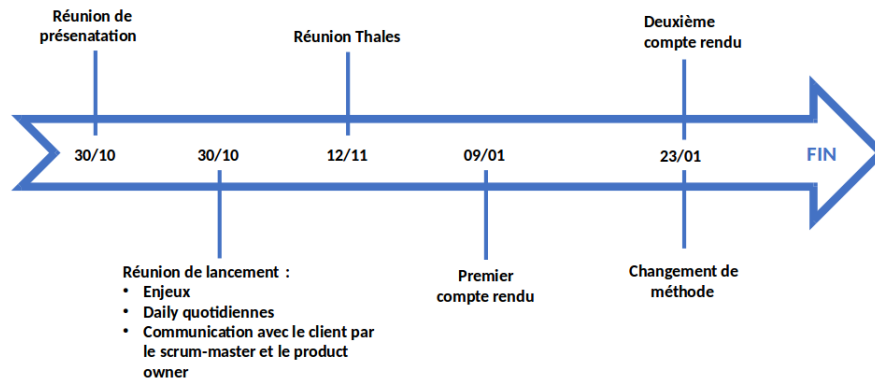 Réunion de
présenatation
Réunion Thales
Deuxième
compte rendu
30/10
30/10
12/11
09/01
23/01
FIN
Réunion de lancement :
• Enjeux
• Daily quotidiennes
• Communication avec le client par
le scrum-master et le product
owner
Premier
compte rendu
Changement de
méthode